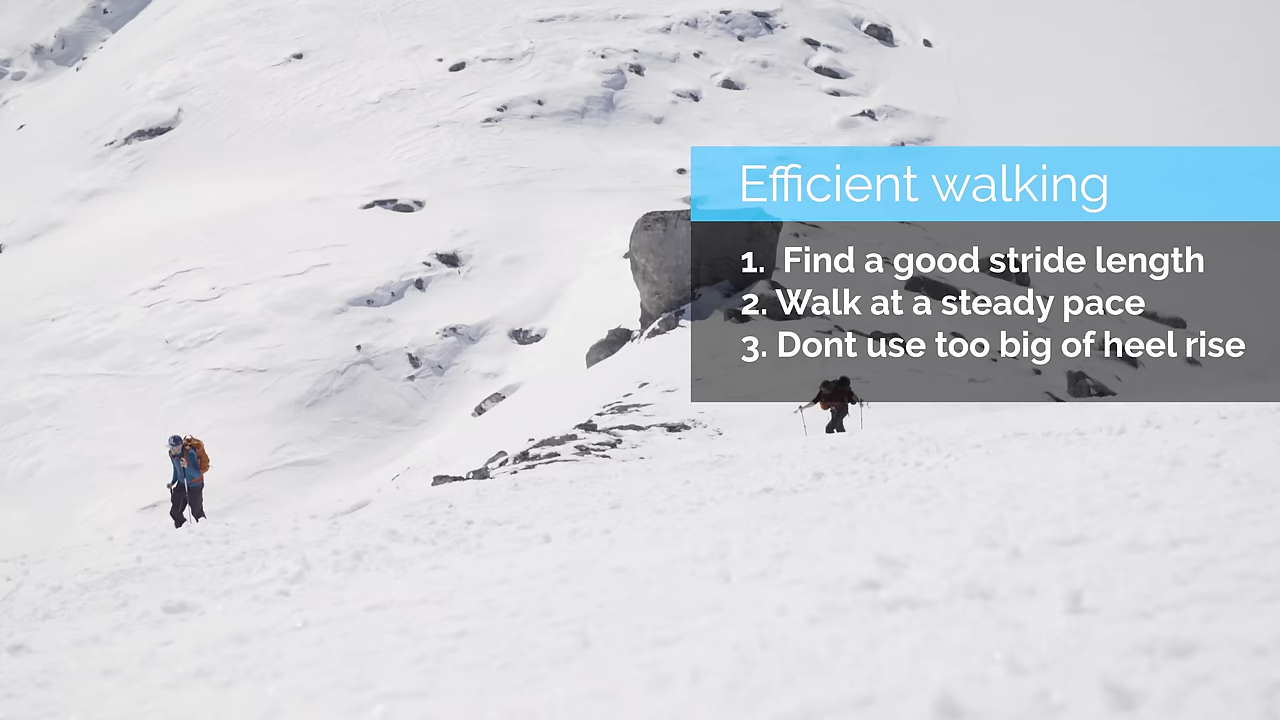 Efficient walking
1. Find a good stride length
2. Walk at a steady pace
3. Dont use too big of heel rise